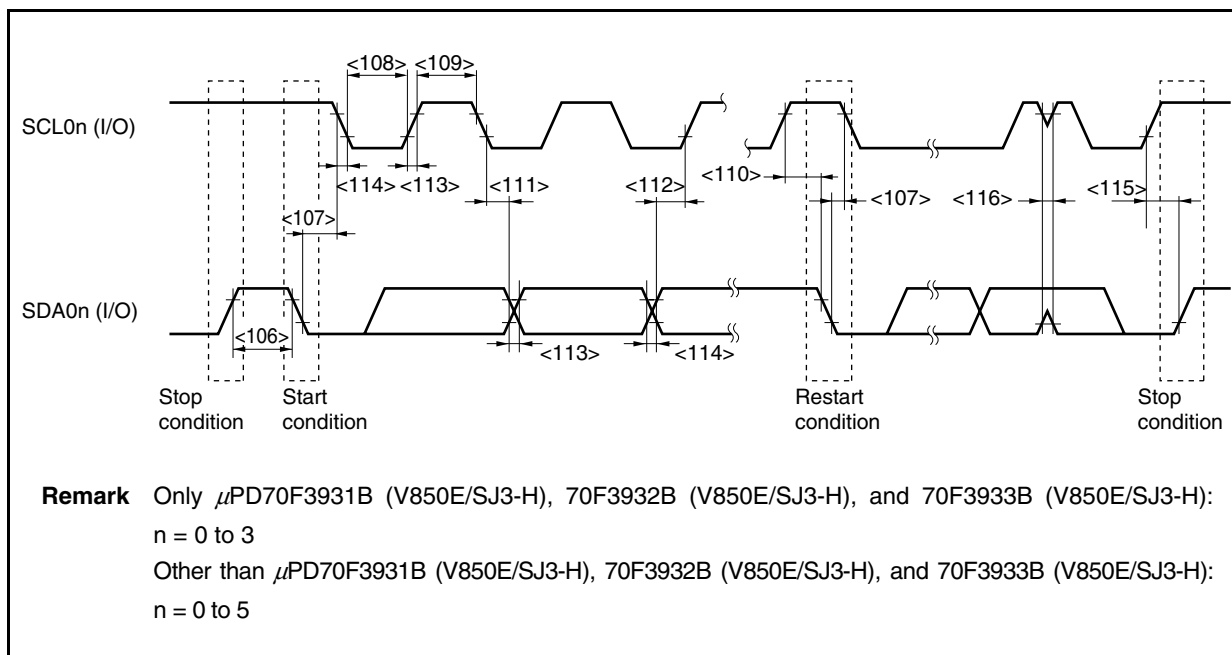 <108> <109>
SCL0n (I/O)
<114> <113> <111> <112> <110> <107> <116> <115>
<107>
SDA0n (I/O)
<106> <113> <114>
Stop condition
Start condition
Restart condition
Stop condition
Remark Only μPD70F3931B (V850E/SJ3-H), 70F3932B (V850E/SJ3-H), and 70F3933B (V850E/SJ3-H):
n = 0 to 3
Other than μPD70F3931B (V850E/SJ3-H), 70F3932B (V850E/SJ3-H), and 70F3933B (V850E/SJ3-H):
n = 0 to 5